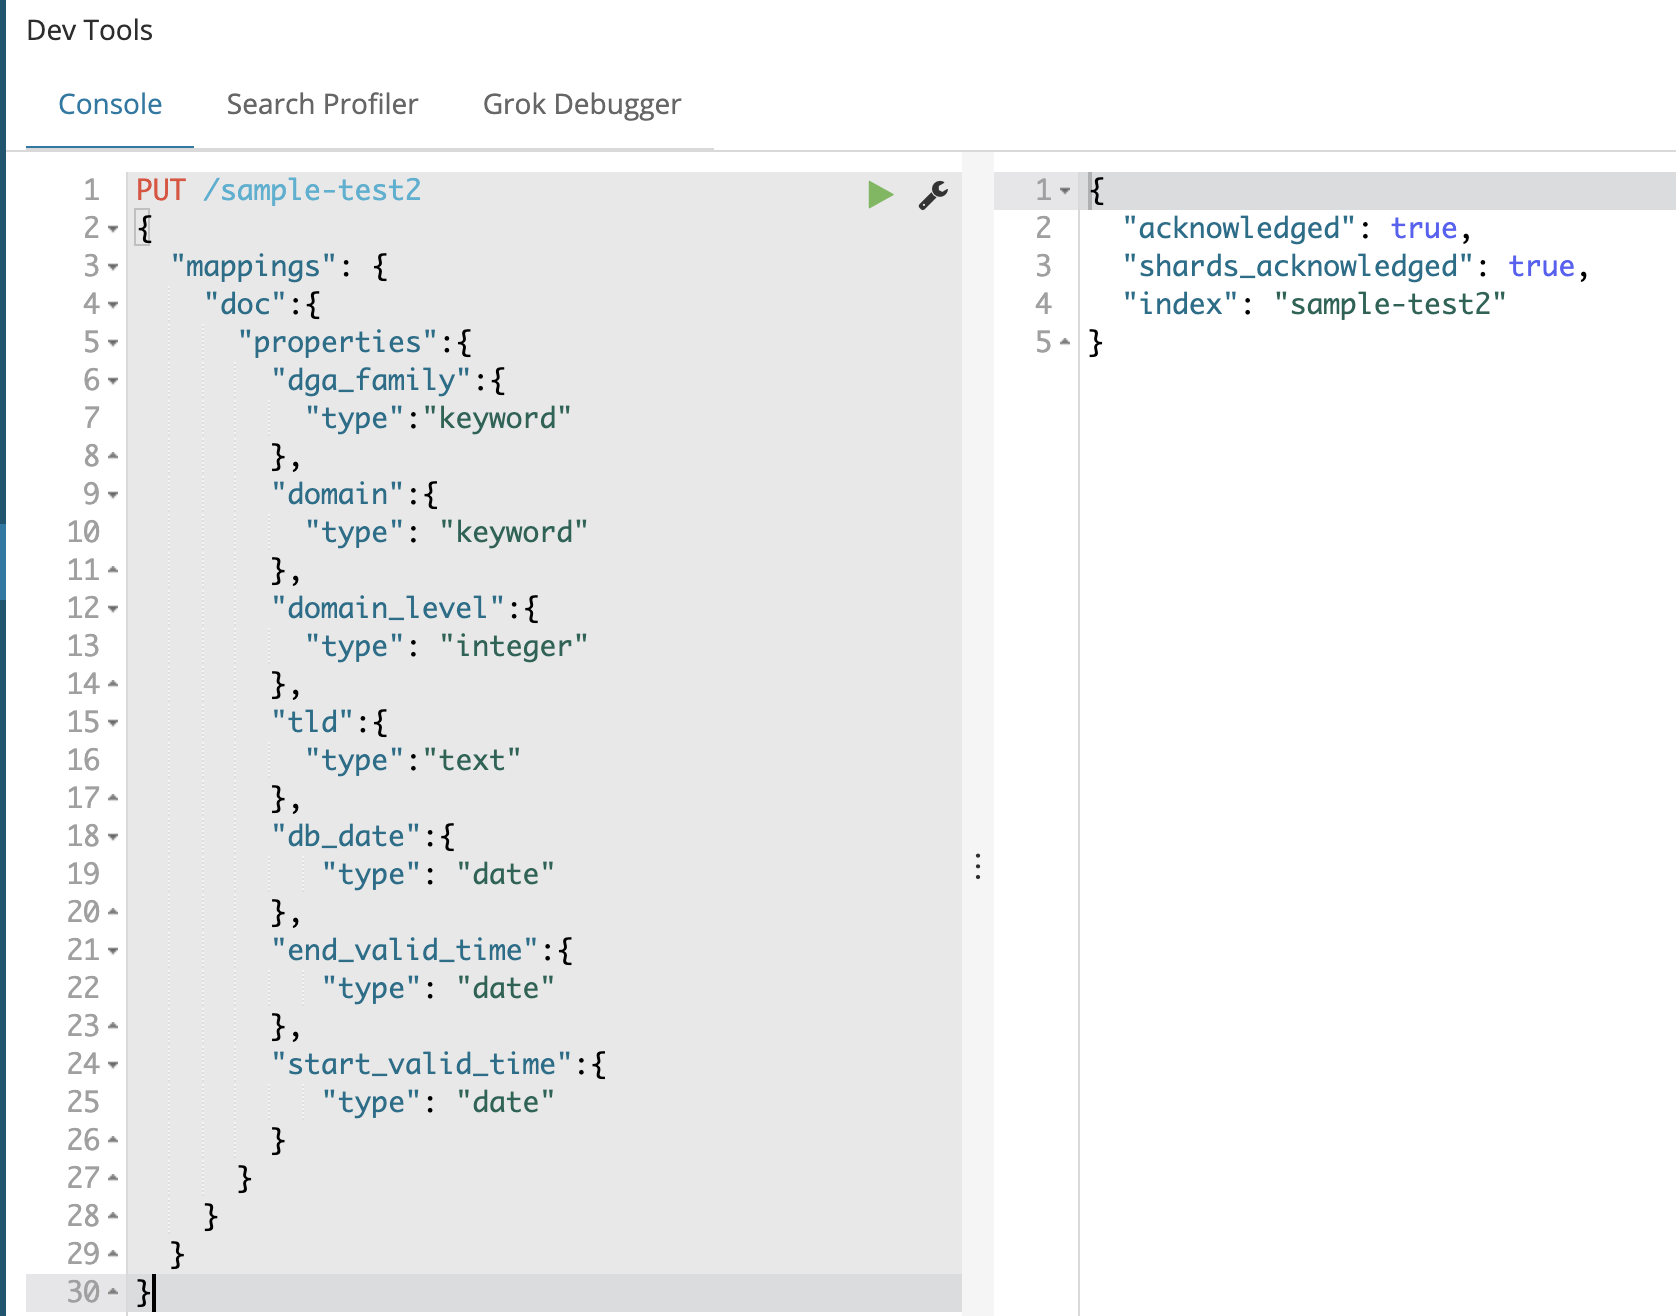 Dev Tools
Console Search Profiler Grok Debugger
1 PUT /sample-test2
2 {
3 "mappings": {
4 "doc":{
5 "properties":{
6 "dga_family":{
7 "type":"keyword"
8 },
9 "domain":{
10 "type": "keyword"
11 },
12 "domain_level":{
13 "type": "integer"
14 },
15 "tld":{
16 "type":"text"
17 },
18 "db_date":{
19 "type": "date"
20 },
21 "end_valid_time":{
22 "type": "date"
23 },
24 "start_valid_time":{
25 "type": "date"
26 }
27 }
28 }
29 }
30 }
1 {
2 "acknowledged": true,
3 "shards_acknowledged": true,
4 "index": "sample-test2"
5 }